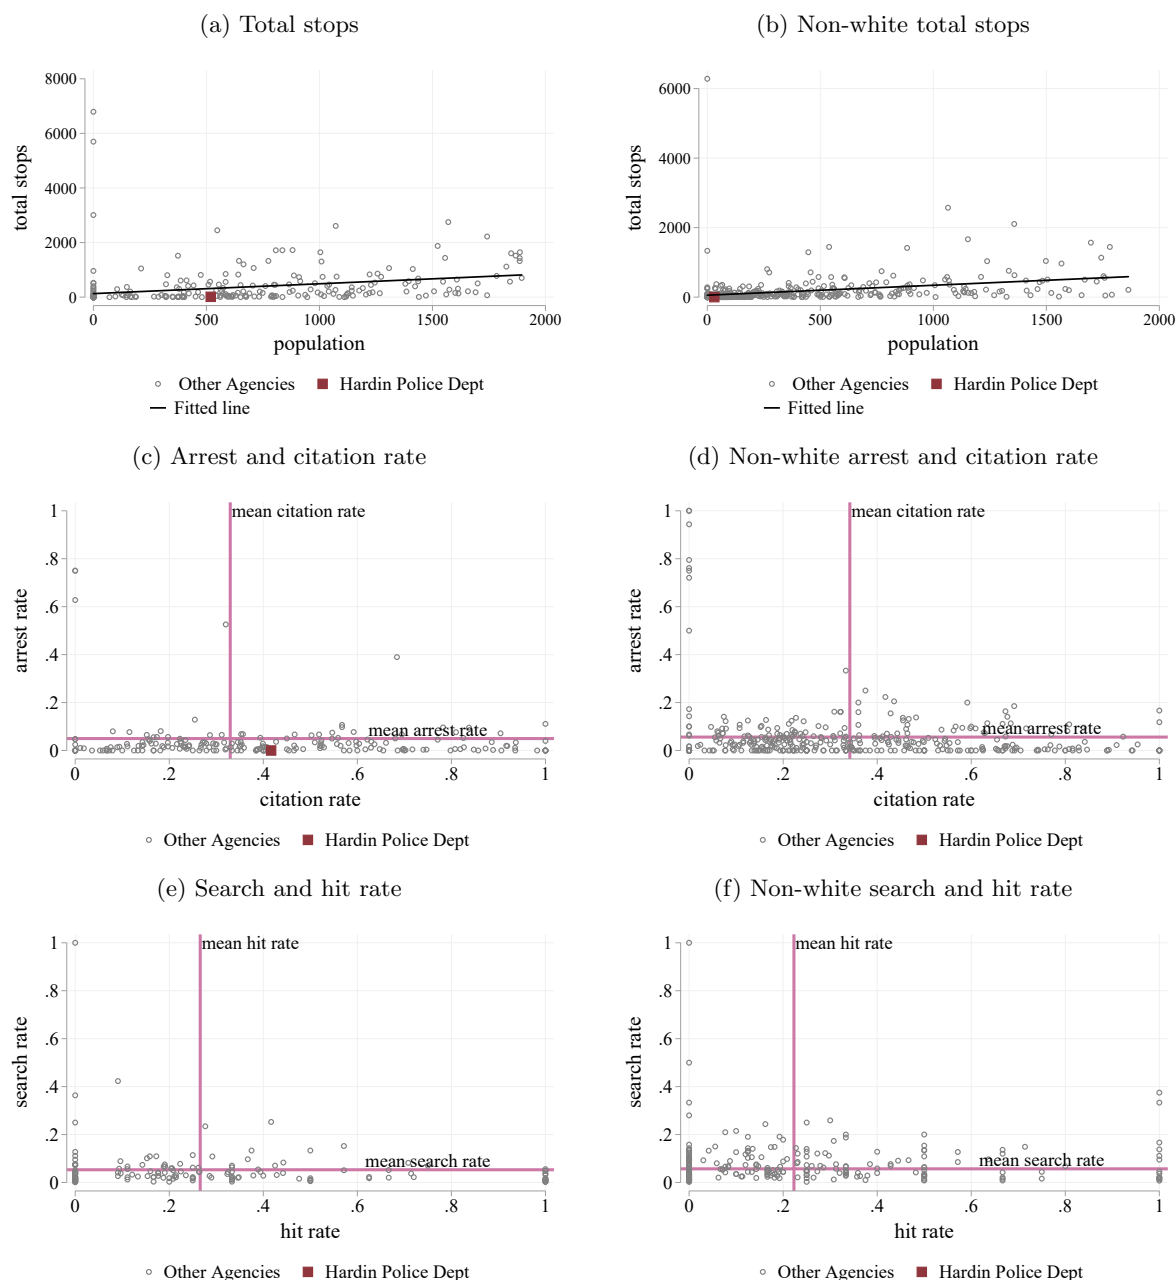 (a) Total stops
8000
6000
4000
2000
0
total stops
0 500 1000 1500 2000
population
Other Agencies Hardin Police Dept
Fitted line
(b) Non-white total stops
6000
4000
2000
0
total stops
0 500 1000 1500 2000
population
Other Agencies Hardin Police Dept
Fitted line
(c) Arrest and citation rate
mean citation rate
1
.8
.6
.4
.2
0
arrest rate
mean arrest rate
0 .2 .4 .6 .8 1
citation rate
Other Agencies Hardin Police Dept
(d) Non-white arrest and citation rate
mean citation rate
1
.8
.6
.4
.2
0
arrest rate
mean arrest rate
0 .2 .4 .6 .8 1
citation rate
Other Agencies Hardin Police Dept
(e) Search and hit rate
mean hit rate
1
.8
.6
.4
.2
0
search rate
mean search rate
0 .2 .4 .6 .8 1
hit rate
Other Agencies Hardin Police Dept
(f) Non-white search and hit rate
mean hit rate
1
.8
.6
.4
.2
0
search rate
mean search rate
0 .2 .4 .6 .8 1
hit rate
Other Agencies Hardin Police Dept